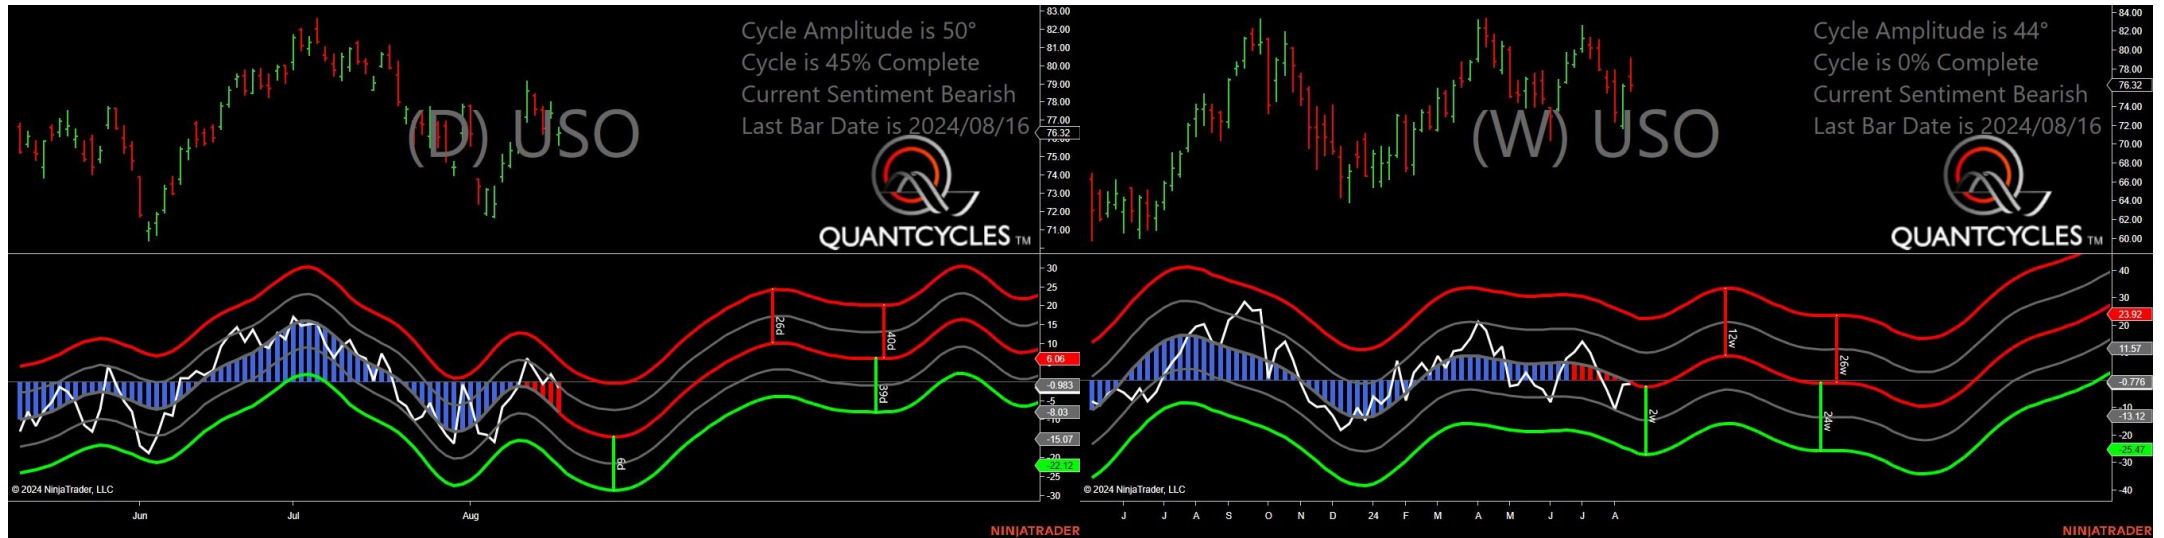 Cycle Amplitude is 50°
Cycle is 45% Complete
Current Sentiment Bearish
Last Bar Date is 2024/08/16
(D) USO
QUANTCYCLES TM
83.00
82.00
81.00
80.00
79.00
78.00
77.00
76.32
75.00
74.00
73.00
72.00
71.00
30
25
20
15
10
6.06
-0.983
-5
-8.03
-10
-15.07
-20
-22.12
-25
-30
26d
40d
39d
6d
© 2024 NinjaTrader, LLC
Jun Jul Aug
NINJATRADER
Cycle Amplitude is 44°
Cycle is 0% Complete
Current Sentiment Bearish
Last Bar Date is 2024/08/16
(W) USO
QUANTCYCLES TM
84.00
82.00
80.00
78.00
76.32
74.00
72.00
70.00
68.00
66.00
64.00
62.00
60.00
40
30
23.92
20
11.57
-0.776
-10
-13.12
-20
-25.47
-30
-40
12w
26w
2w
24w
© 2024 NinjaTrader, LLC
J J A S O N D 24 F M A M J J A
NINJATRADER